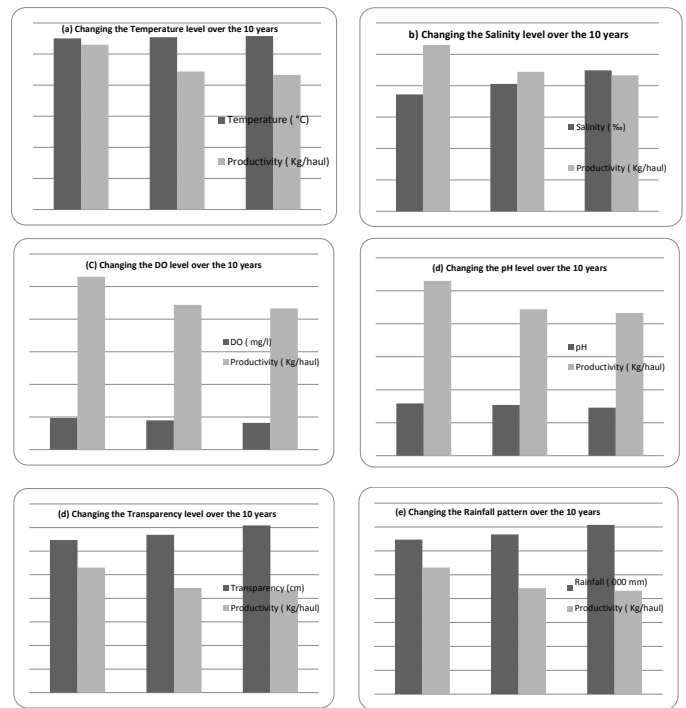 (a) Changing the Temperature level over the 10 years
Temperature ( °C)
Productivity ( Kg/haul)
b) Changing the Salinity level over the 10 years
Salinity ( ‰)
Productivity ( Kg/haul)
(C) Changing the DO level over the 10 years
DO ( mg/l)
Productivity ( Kg/haul)
(d) Changing the pH level over the 10 years
pH
Productivity ( Kg/haul)
(d) Changing the Transparency level over the 10 years
Transparency (cm)
Productivity ( Kg/haul)
(e) Changing the Rainfall pattern over the 10 years
Rainfall ( 000 mm)
Productivity ( Kg/haul)